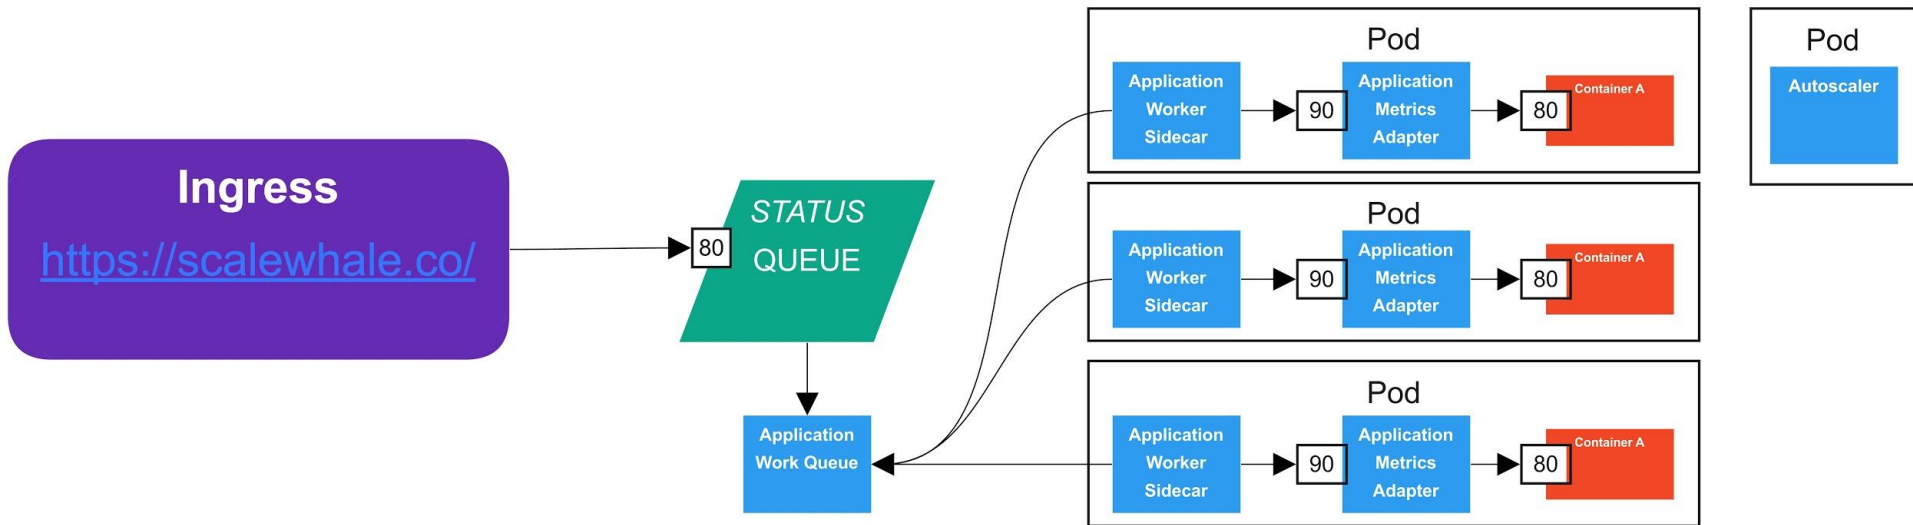 Ingress
https://scalewhale.co/
80
STATUS
QUEUE
Application
Work Queue
Pod
Application
Worker
Sidecar
90
Application
Metrics
Adapter
80
Container A
Pod
Application
Worker
Sidecar
90
Application
Metrics
Adapter
80
Container A
Pod
Application
Worker
Sidecar
90
Application
Metrics
Adapter
80
Container A
Pod
Autoscaler